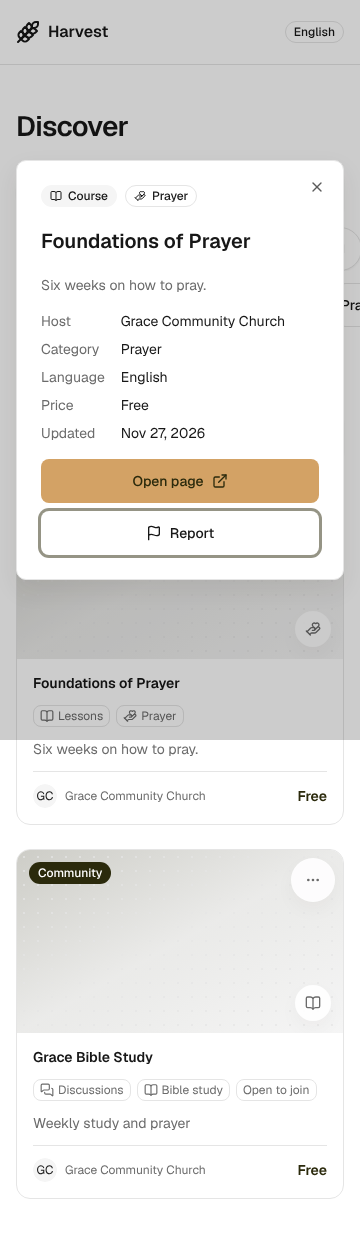 Harvest
English
Discover
Course
Prayer
Foundations of Prayer
Six weeks on how to pray.
Host Grace Community Church
Category Prayer
Language English
Price Free
Updated Nov 27, 2026
Open page
Report
Foundations of Prayer
Lessons
Prayer
Six weeks on how to pray.
GC Grace Community Church Free
Community
Grace Bible Study
Discussions
Bible study
Open to join
Weekly study and prayer
GC Grace Community Church Free